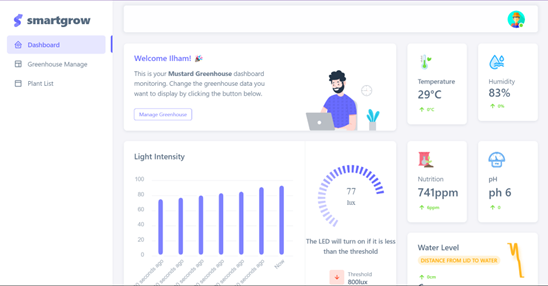 smartgrow
Dashboard
Greenhouse Manage
Plant List
Welcome Ilham! 🎉
This is your Mustard Greenhouse dashboard
monitoring. Change the greenhouse data you
want to display by clicking the button below.
Manage Greenhouse
Temperature
29°C
0°C
Humidity
83%
0%
Nutrition
741ppm
pH
ph 6
0
Light Intensity
100
80
60
40
20
0
seconds ago
seconds ago
seconds ago
seconds ago
seconds ago
seconds ago
Now
77
lux
The LED will turn on if it is less
than the threshold
Threshold
800lux
Water Level
DISTANCE FROM LID TO WATER